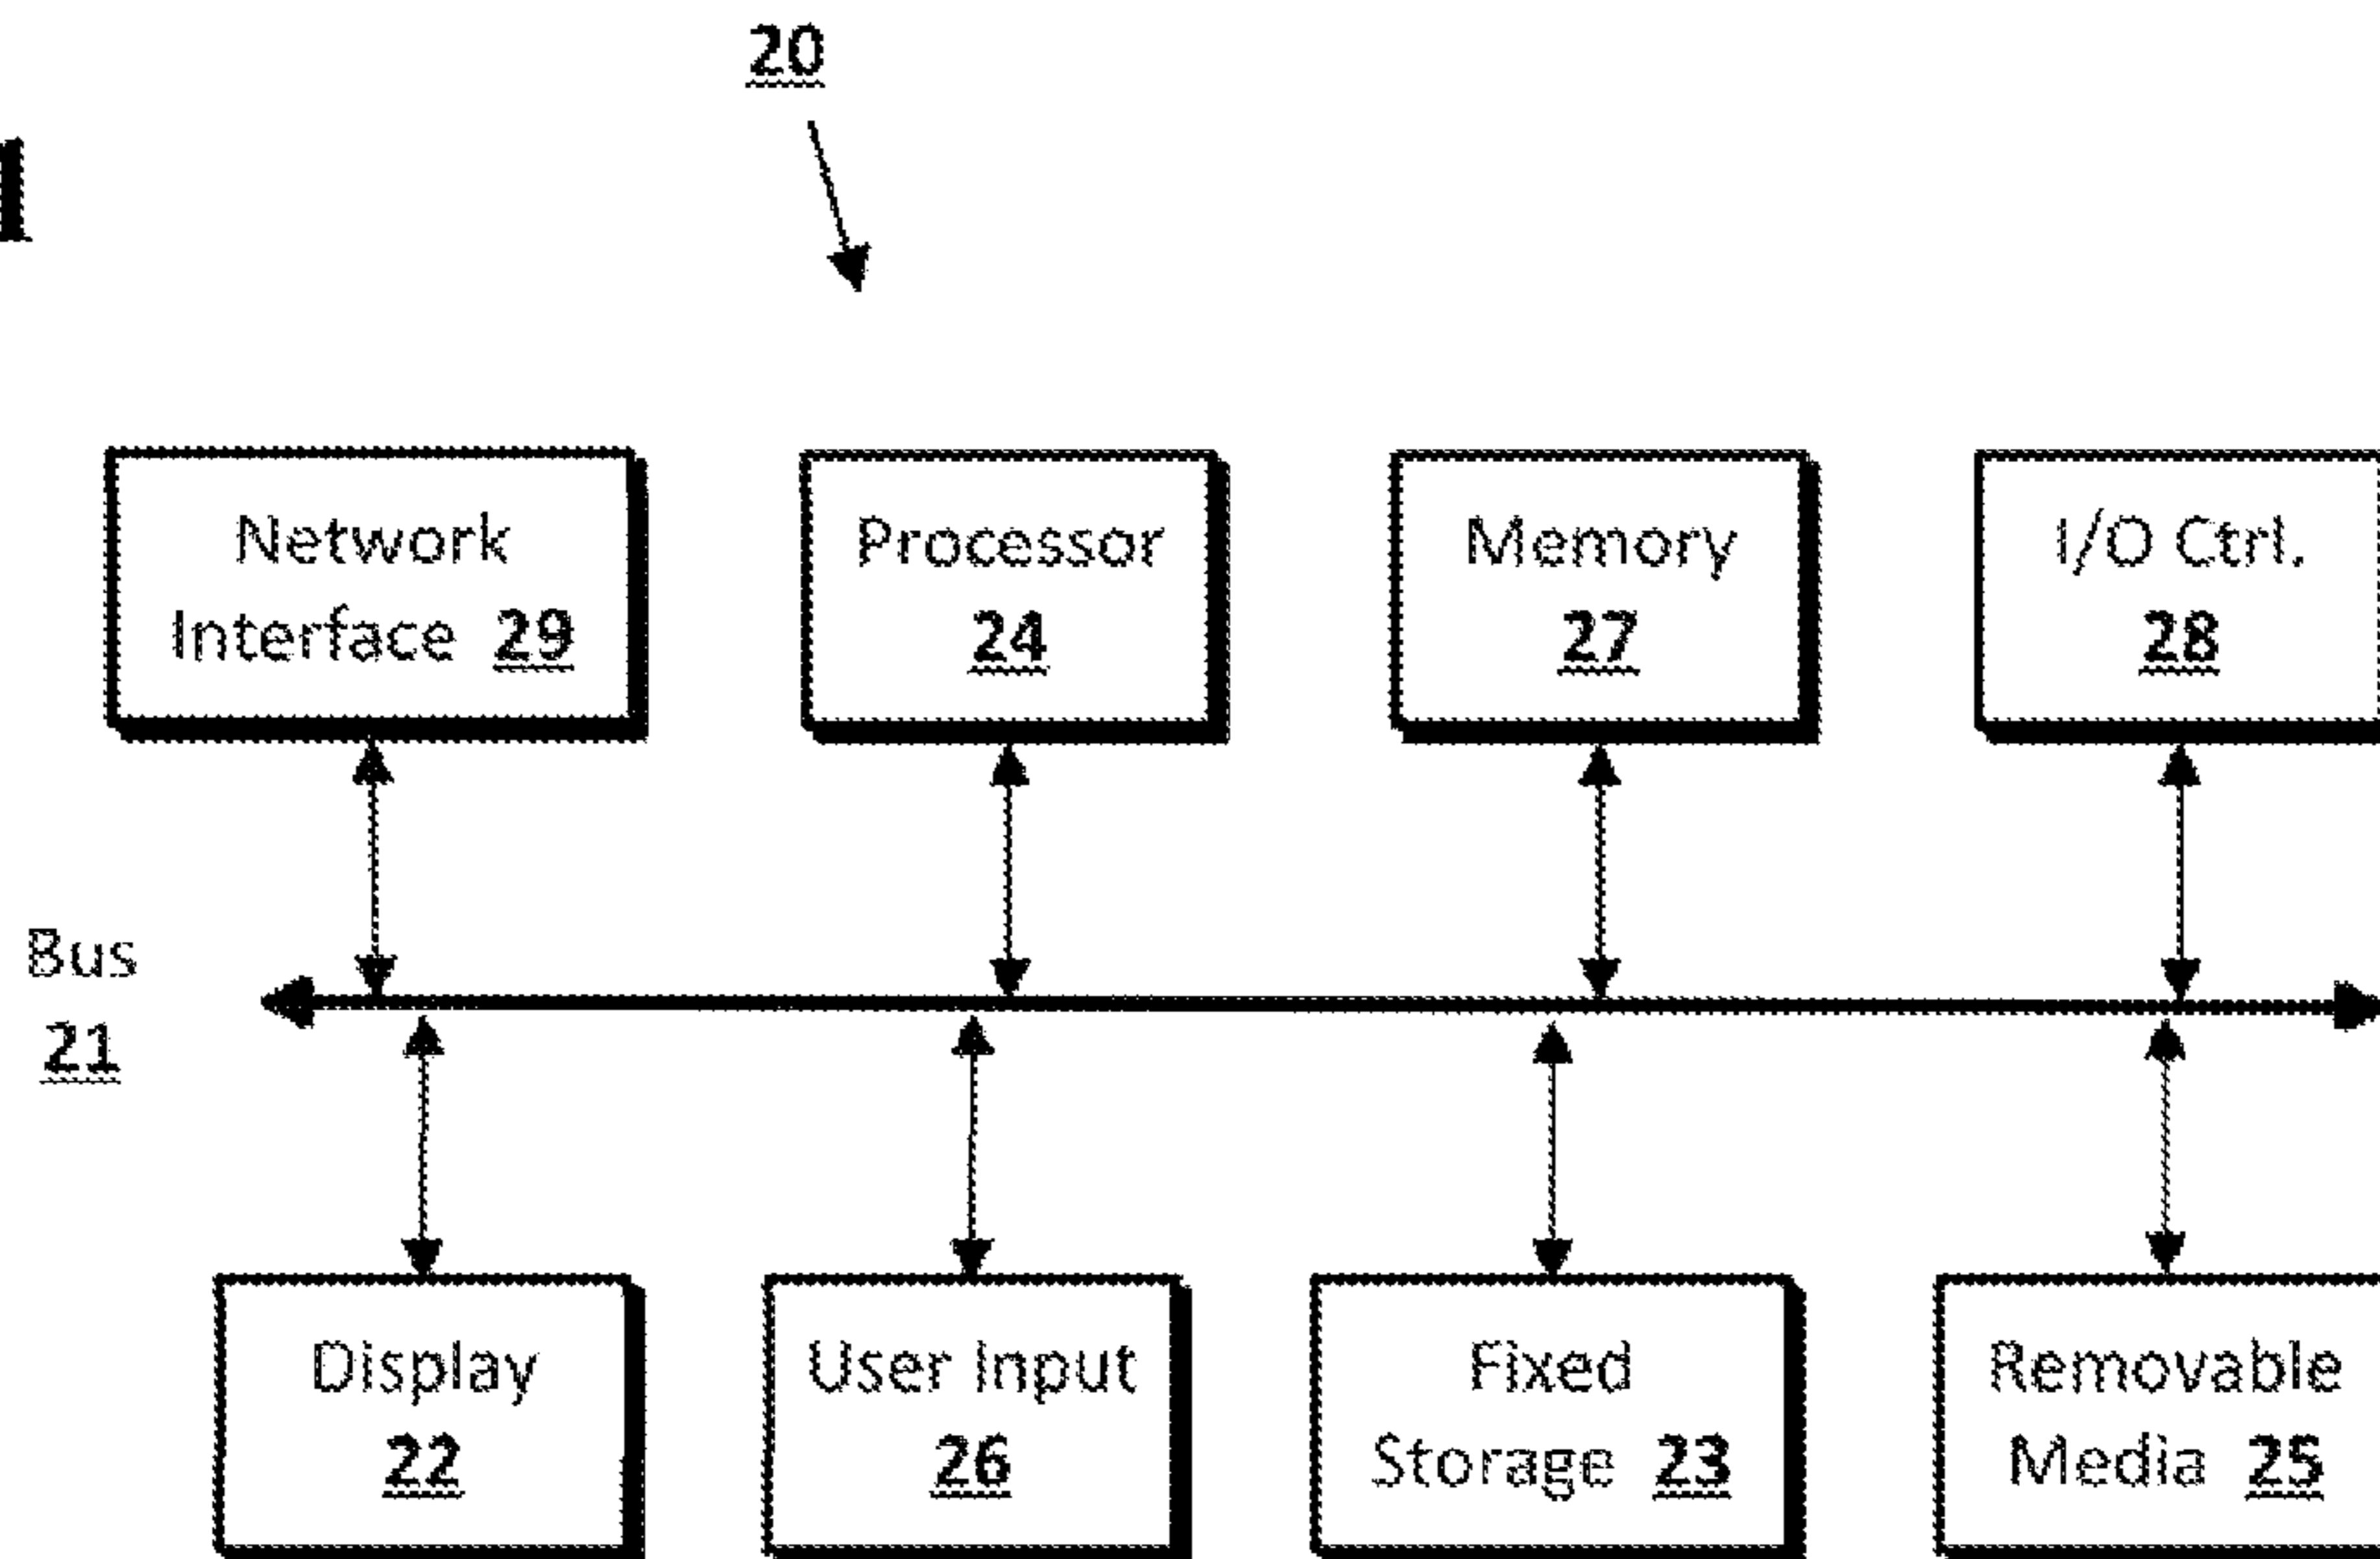 20
Network
Interface 29
Processor
24
Memory
27
I/O Ctrl.
28
Bus
21
Display
22
User Input
26
Fixed
Storage 23
Removable
Media 25